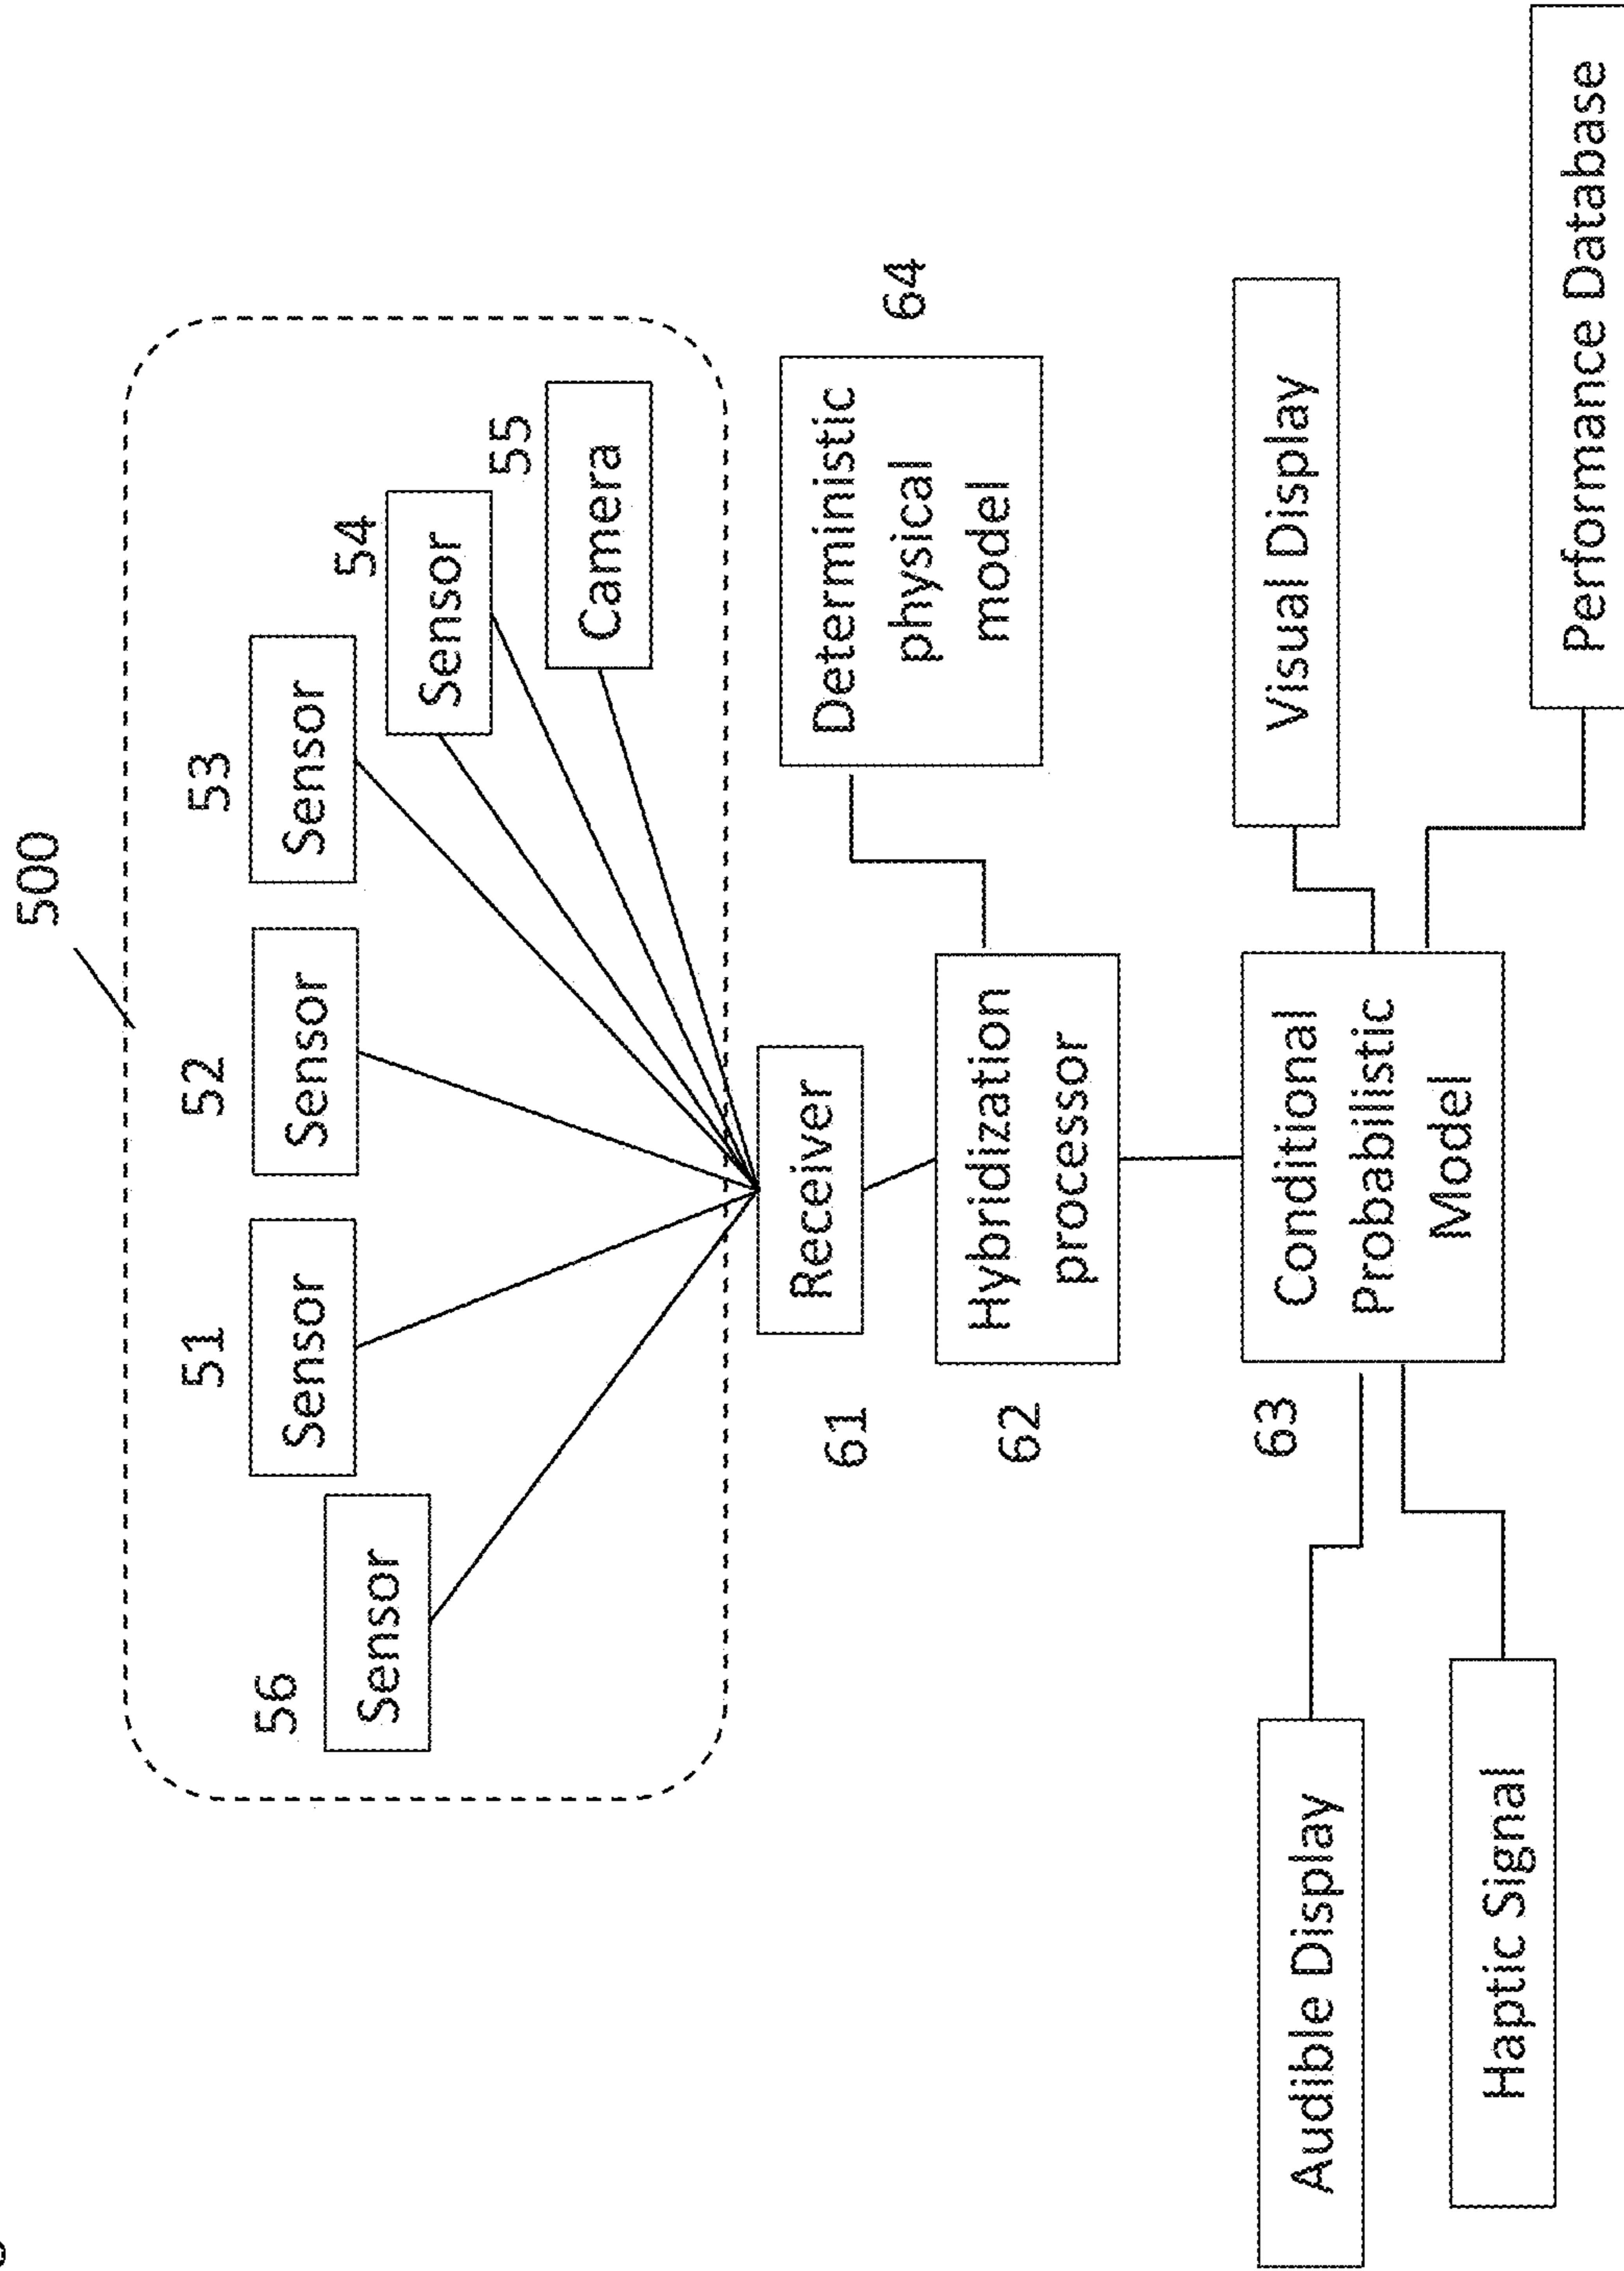 500
51
52
53
54
55
56
Sensor
Sensor
Sensor
Sensor
Sensor
Camera
Receiver
61
Hybridization
processor
62
Deterministic
physical
model
64
Conditional
Probabilistic
Model
63
Visual Display
Performance Database
Audible Display
Haptic Signal